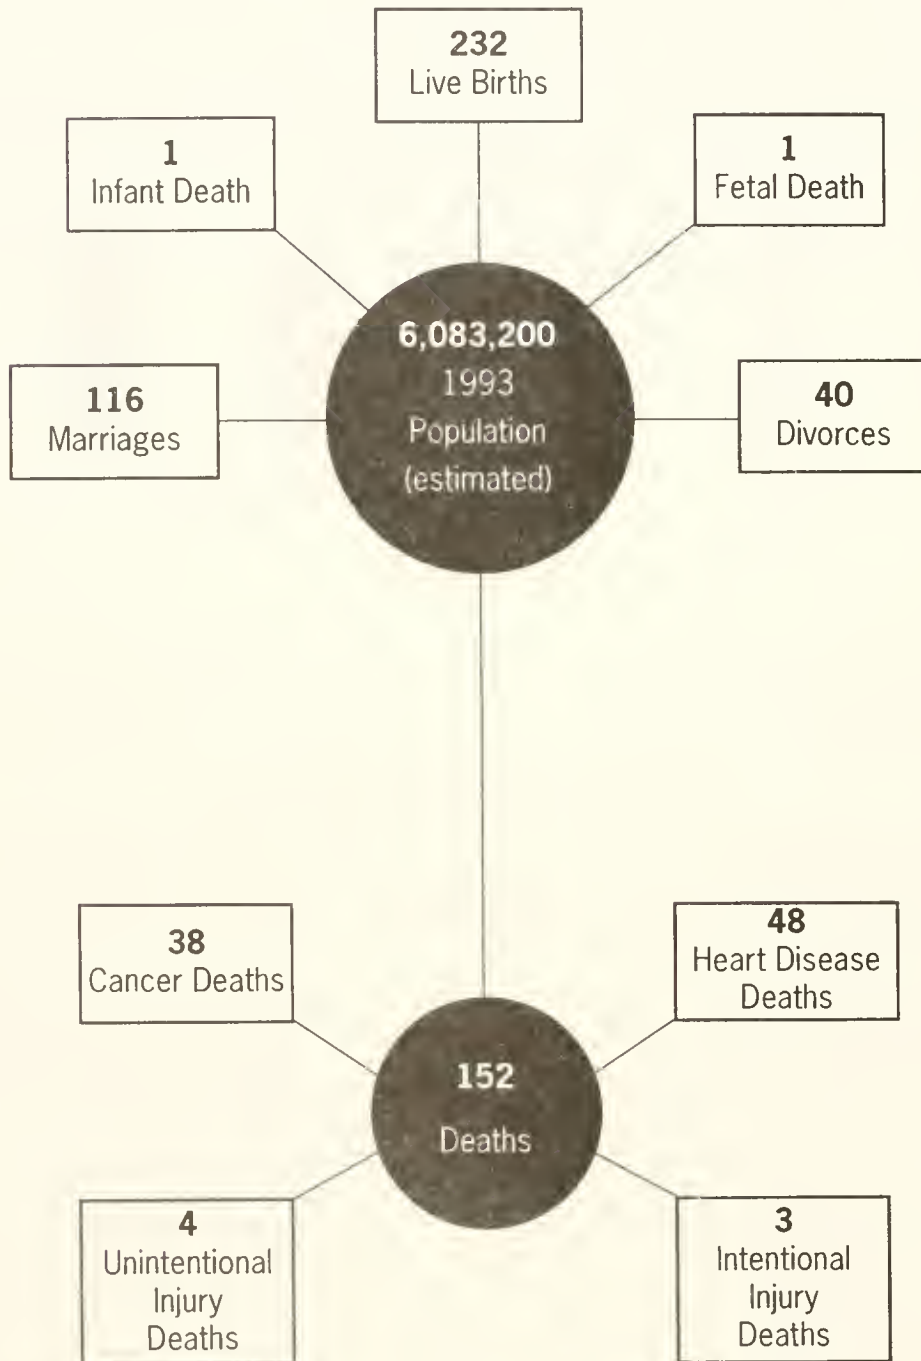 232
Live Births
1
Infant Death
1
Fetal Death
6,083,200
1993
Population
(estimated)
116
Marriages
40
Divorces
38
Cancer Deaths
48
Heart Disease
Deaths
152
Deaths
4
Unintentional
Injury
Deaths
3
Intentional
Injury
Deaths